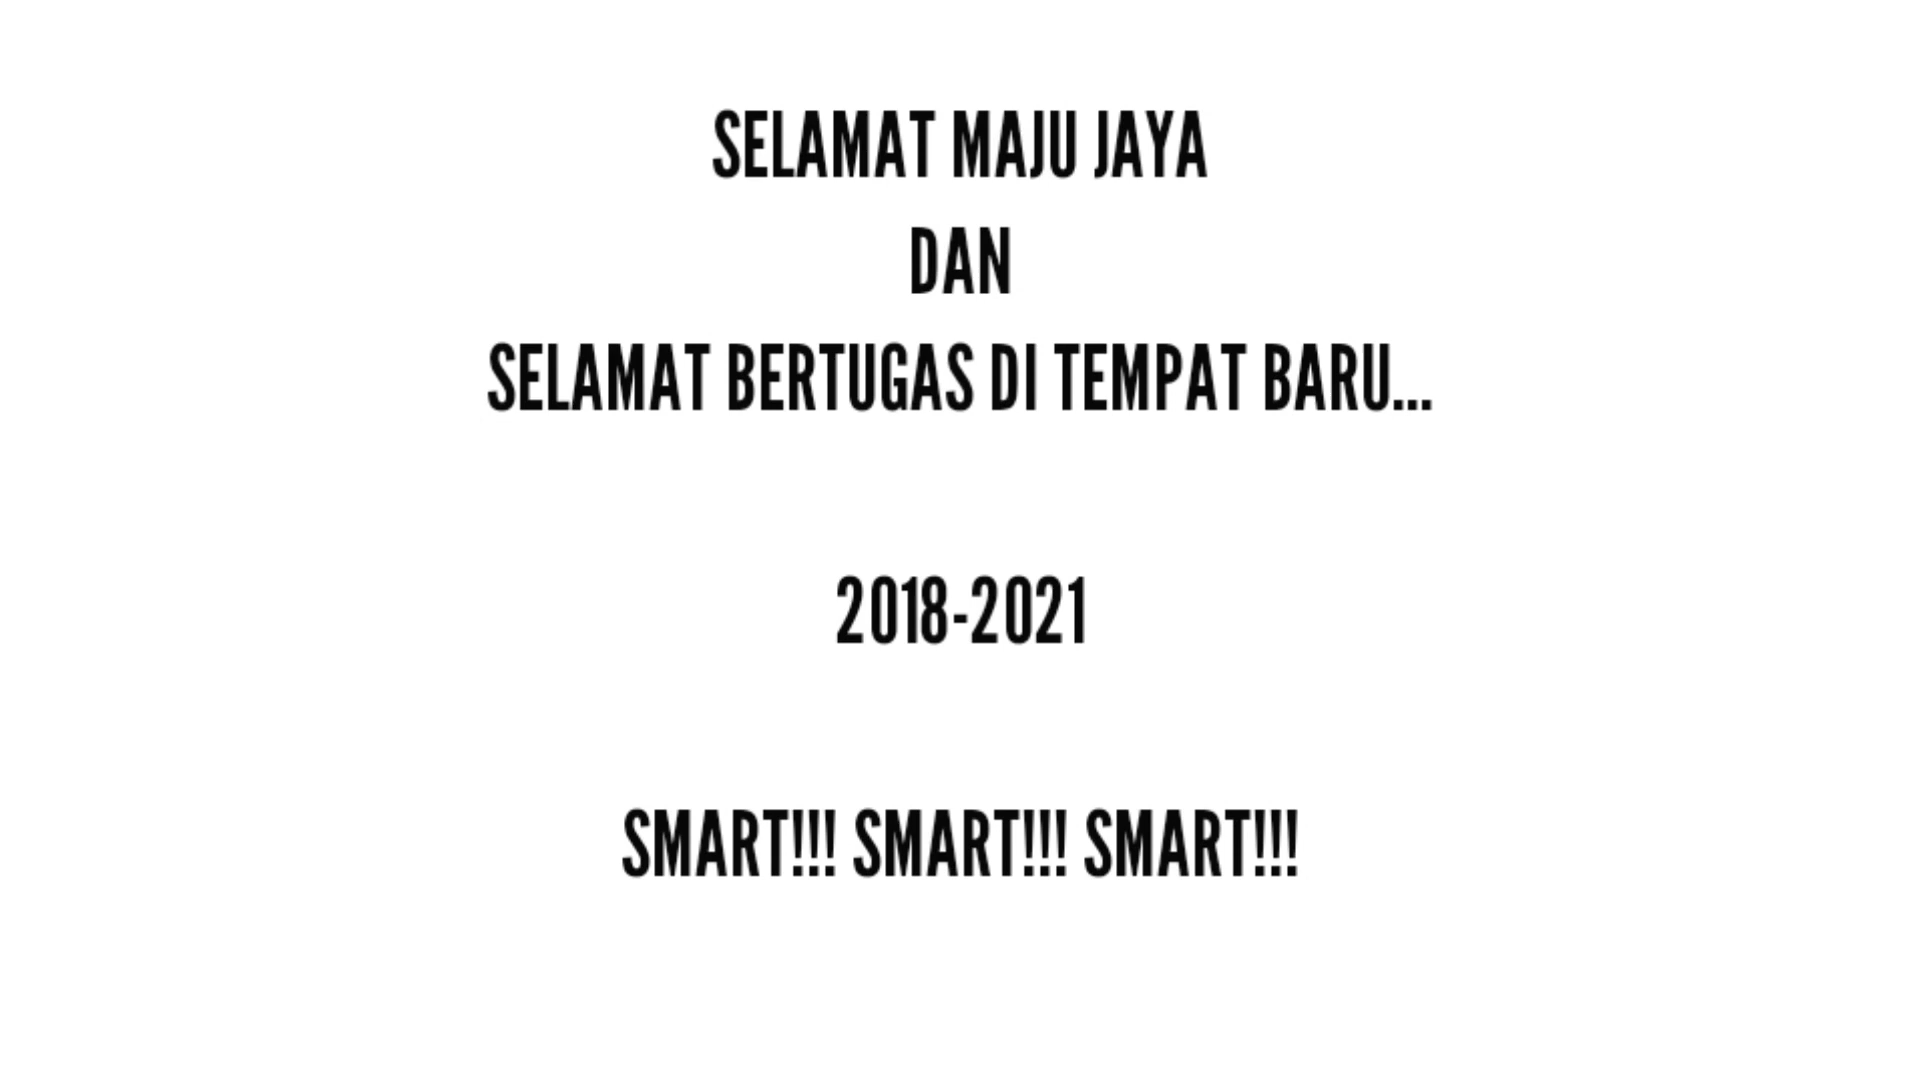 SELAMAT MAJU JAYA
DAN
SELAMAT BERTUGAS DI TEMPAT BARU...
2018-2021
SMART!!! SMART!!! SMART!!!